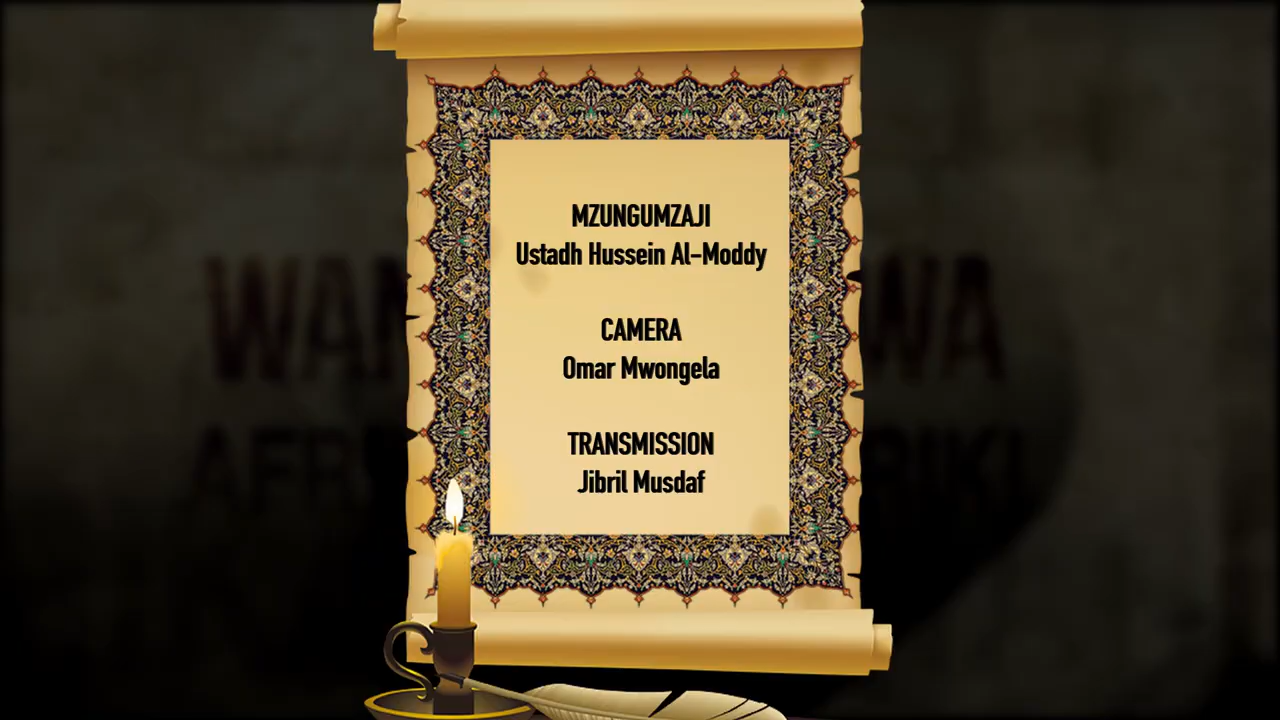 MZUNGUMZAJI
Ustadh Hussein Al-Moddy
CAMERA
Omar Mwongela
TRANSMISSION
Jibril Musdaf